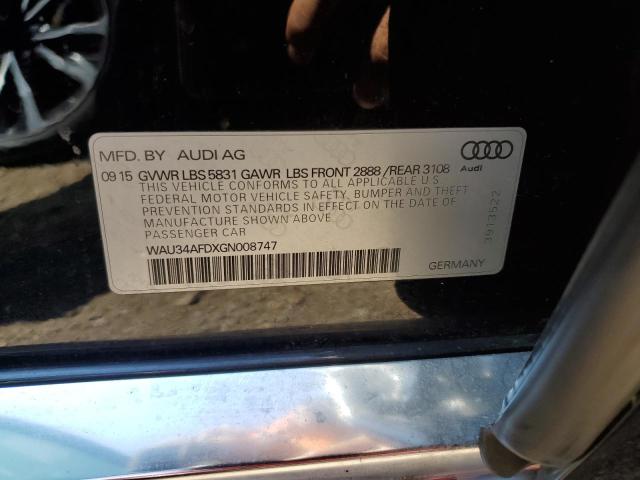 MFD. BY AUDI AG
09 15 GVWR LBS 5831 GAWR LBS FRONT 2888 /REAR 3108
Audi
THIS VEHICLE CONFORMS TO ALL APPLICABLE U S
FEDERAL MOTOR VEHICLE SAFETY, BUMPER AND THEFT
PREVENTION STANDARDS IN EFFECT ON THE DATE OF
MANUFACTURE SHOWN ABOVE
PASSENGER CAR
WAU34AFDXGN008747
GERMANY
3913522